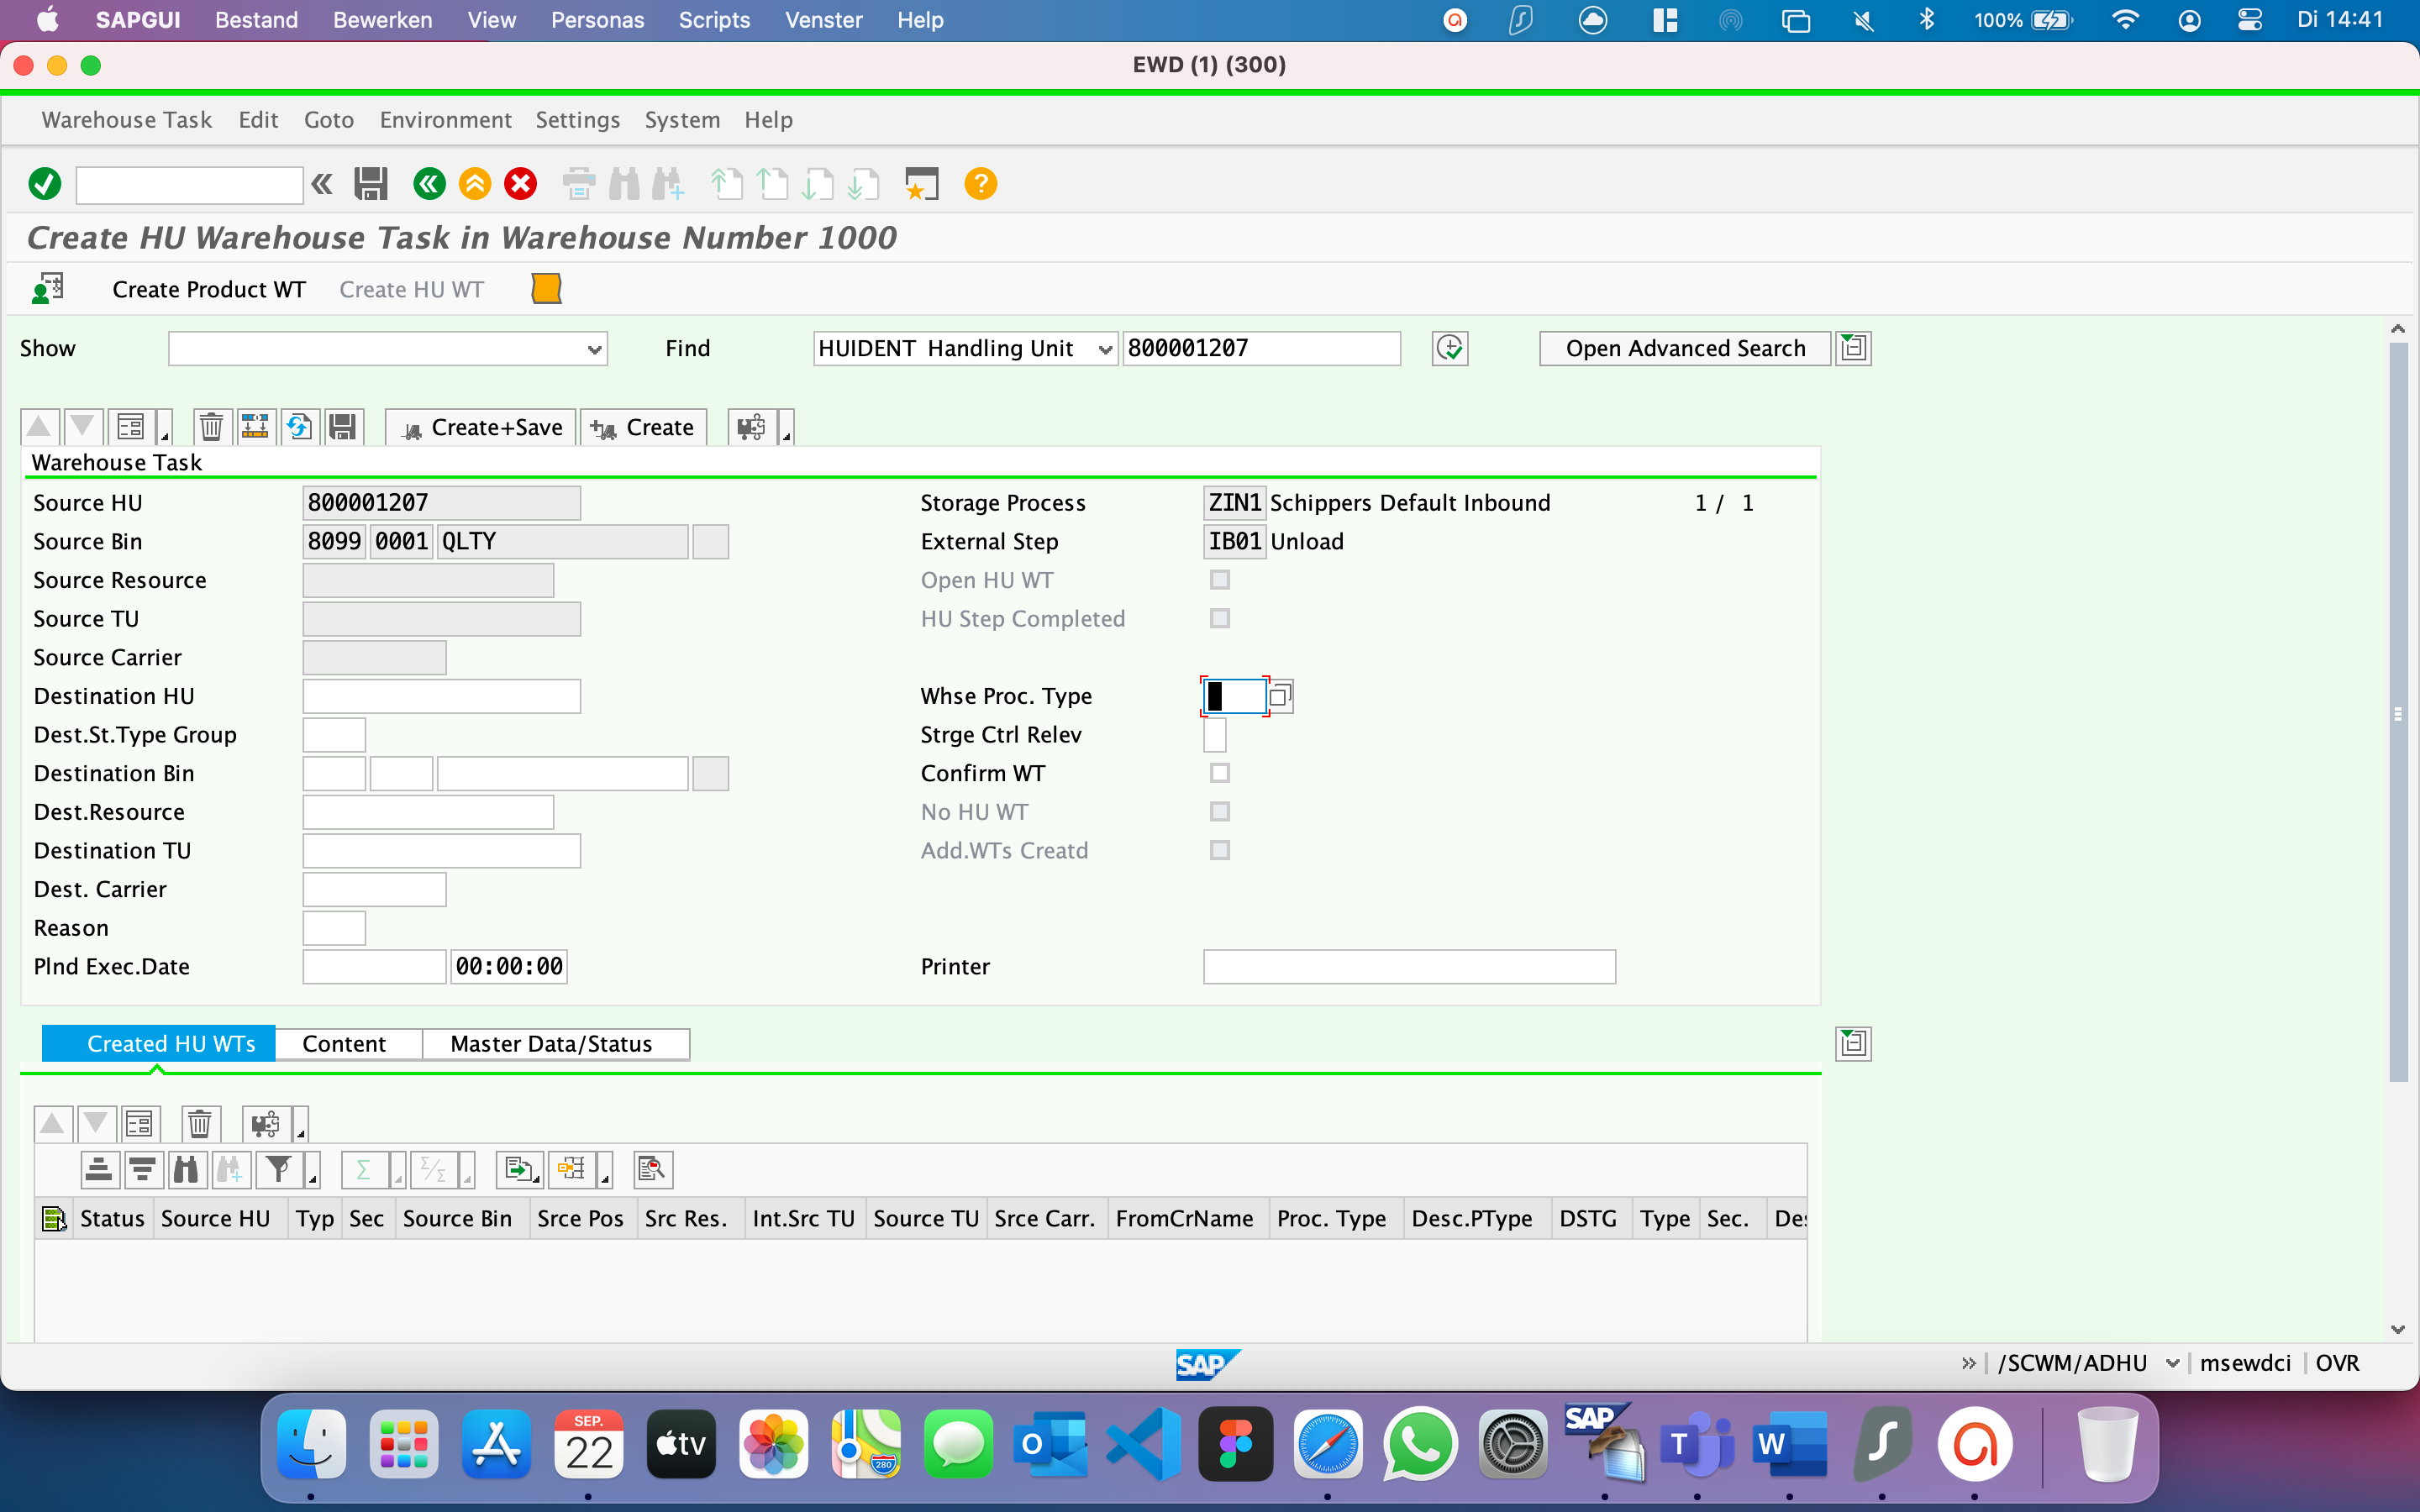 SAPGUI Bestand Bewerken View Personas Scripts Venster Help 100% Di 14:41
EWD (1) (300)
Warehouse Task Edit Goto Environment Settings System Help
Create HU Warehouse Task in Warehouse Number 1000
Create Product WT Create HU WT
Show Find HUIDENT Handling Unit 800001207 Open Advanced Search
Create+Save Create
Warehouse Task
Source HU 800001207 Storage Process ZIN1 Schippers Default Inbound 1 / 1
Source Bin 8099 0001 QLTY External Step IB01 Unload
Source Resource Open HU WT
Source TU HU Step Completed
Source Carrier
Destination HU Whse Proc. Type
Dest.St.Type Group Strge Ctrl Relev
Destination Bin Confirm WT
Dest.Resource No HU WT
Destination TU Add.WTs Creatd
Dest. Carrier
Reason
Plnd Exec.Date 00:00:00 Printer
Created HU WTs Content Master Data/Status
Status Source HU Typ Sec Source Bin Srce Pos Src Res. Int.Src TU Source TU Srce Carr. FromCrName Proc. Type Desc.PType DSTG Type Sec. Des
SAP /SCWM/ADHU msewdci OVR
SEP.
22
tv
280
SAP